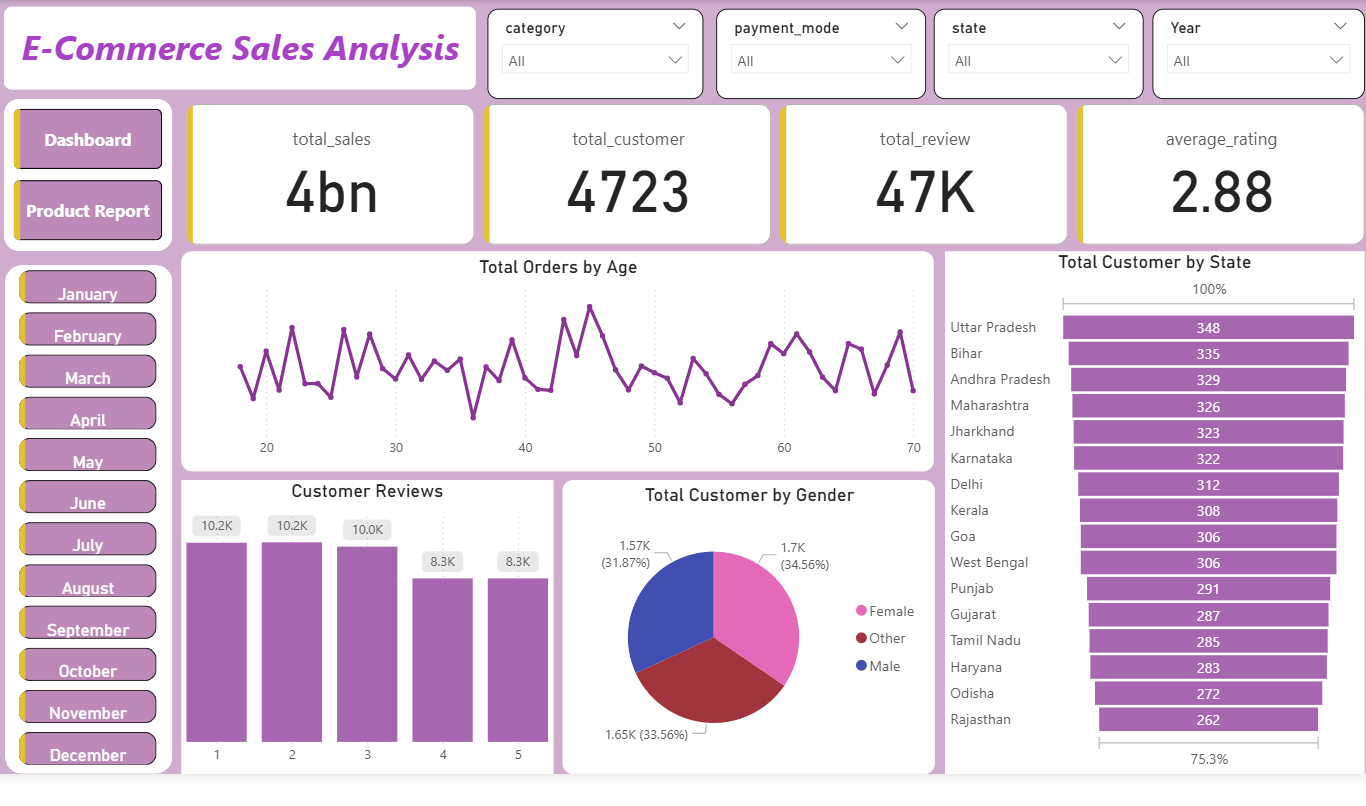 E-Commerce Sales Analysis
category
All
payment_mode
All
state
All
Year
All
Dashboard
Product Report
total_sales
4bn
total_customer
4723
total_review
47K
average_rating
2.88
January
February
March
April
May
June
July
August
September
October
November
December
Total Orders by Age
20 30 40 50 60 70
Customer Reviews
10.2K 10.2K 10.0K 8.3K 8.3K
1 2 3 4 5
Total Customer by Gender
1.57K
(31.87%)
1.7K
(34.56%)
1.65K (33.56%)
Female
Other
Male
Total Customer by State
100%
Uttar Pradesh 348
Bihar 335
Andhra Pradesh 329
Maharashtra 326
Jharkhand 323
Karnataka 322
Delhi 312
Kerala 308
Goa 306
West Bengal 306
Punjab 291
Gujarat 287
Tamil Nadu 285
Haryana 283
Odisha 272
Rajasthan 262
75.3%